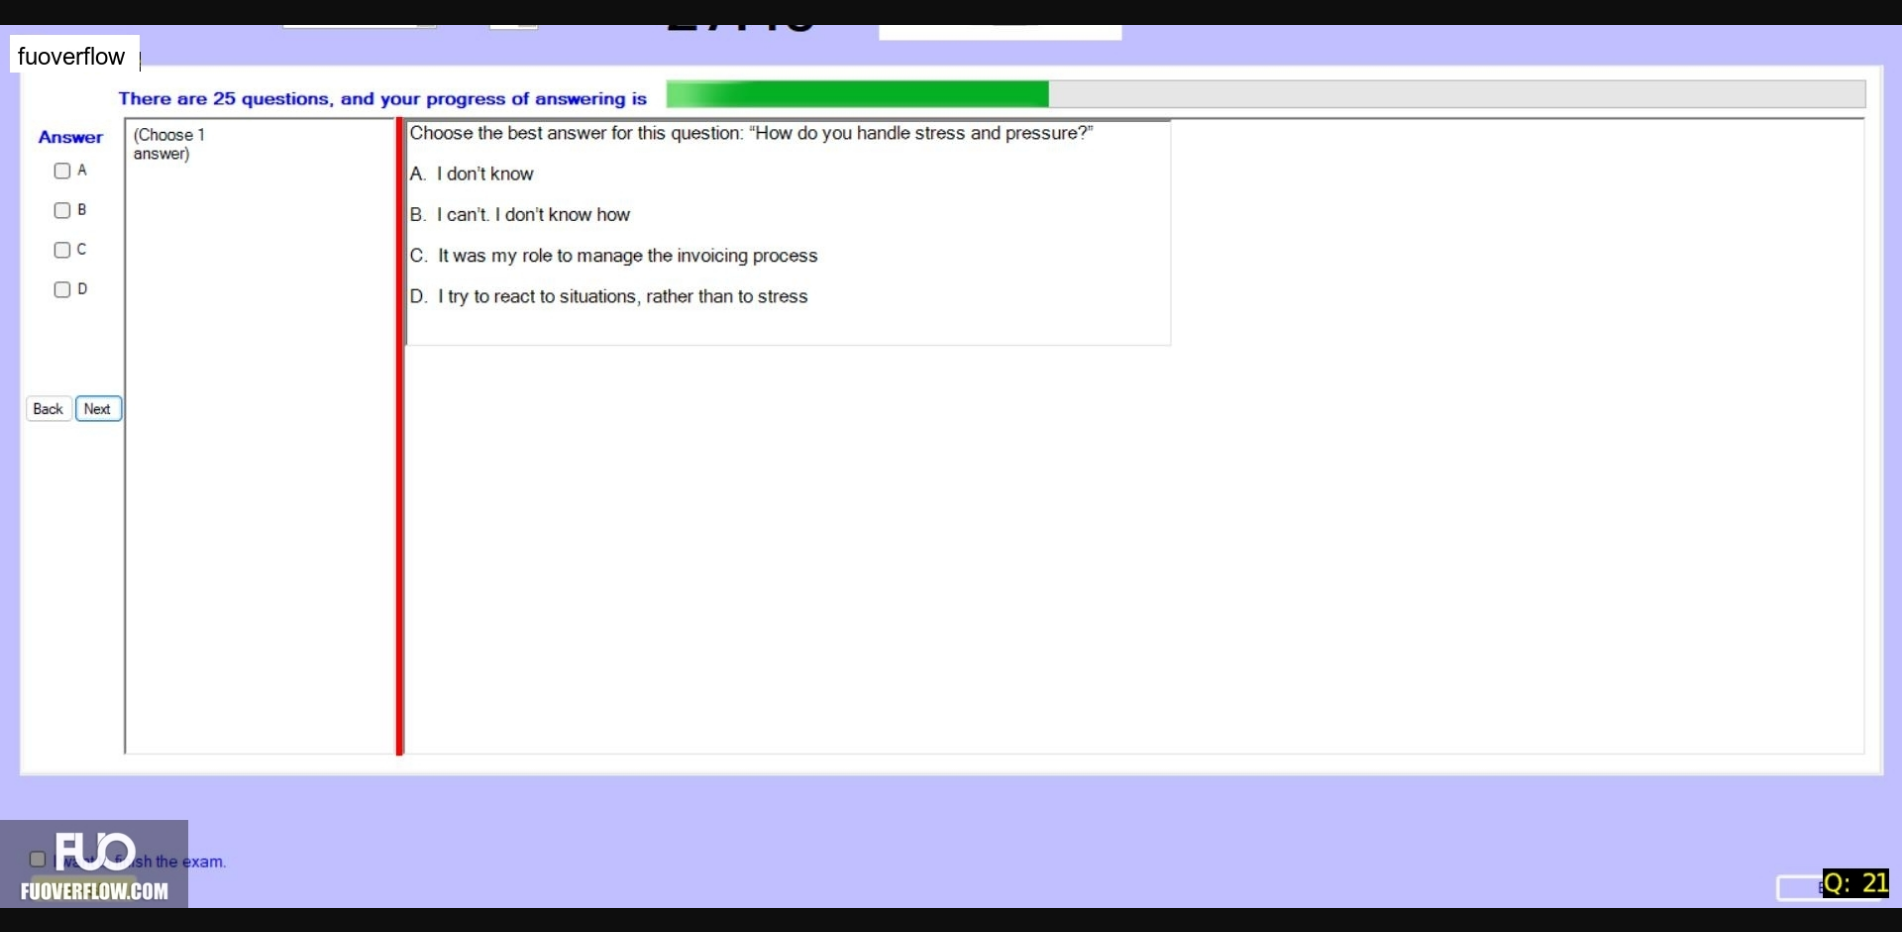 fuoverflow
There are 25 questions, and your progress of answering is
Answer
(Choose 1
answer)
A
B
C
D
Back
Next
Choose the best answer for this question: “How do you handle stress and pressure?”
A. I don't know
B. I can't. I don't know how
C. It was my role to manage the invoicing process
D. I try to react to situations, rather than to stress
FUO
the exam.
FUOVERFLOW.COM
Q: 21